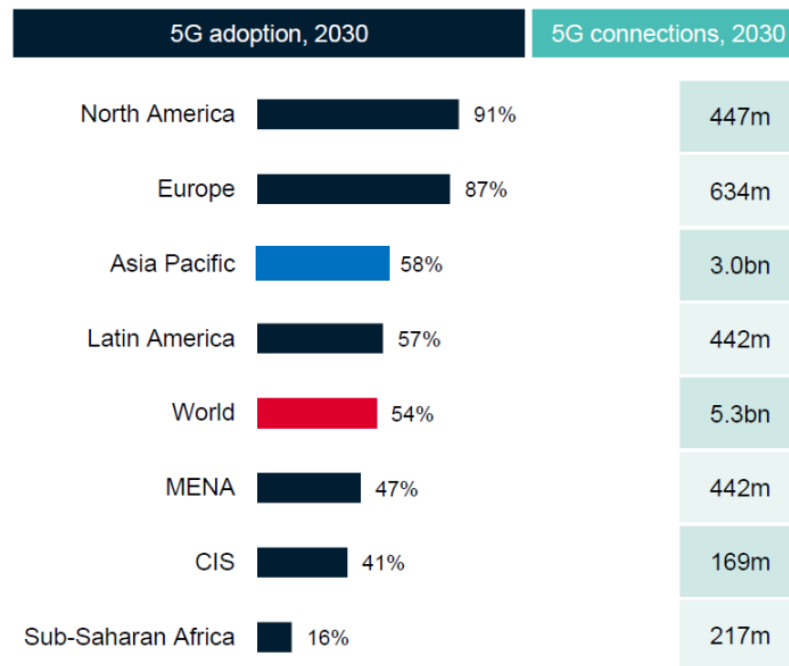 5G adoption, 2030 5G connections, 2030
North America 91% 447m
Europe 87% 634m
Asia Pacific 58% 3.0bn
Latin America 57% 442m
World 54% 5.3bn
MENA 47% 442m
CIS 41% 169m
Sub-Saharan Africa 16% 217m